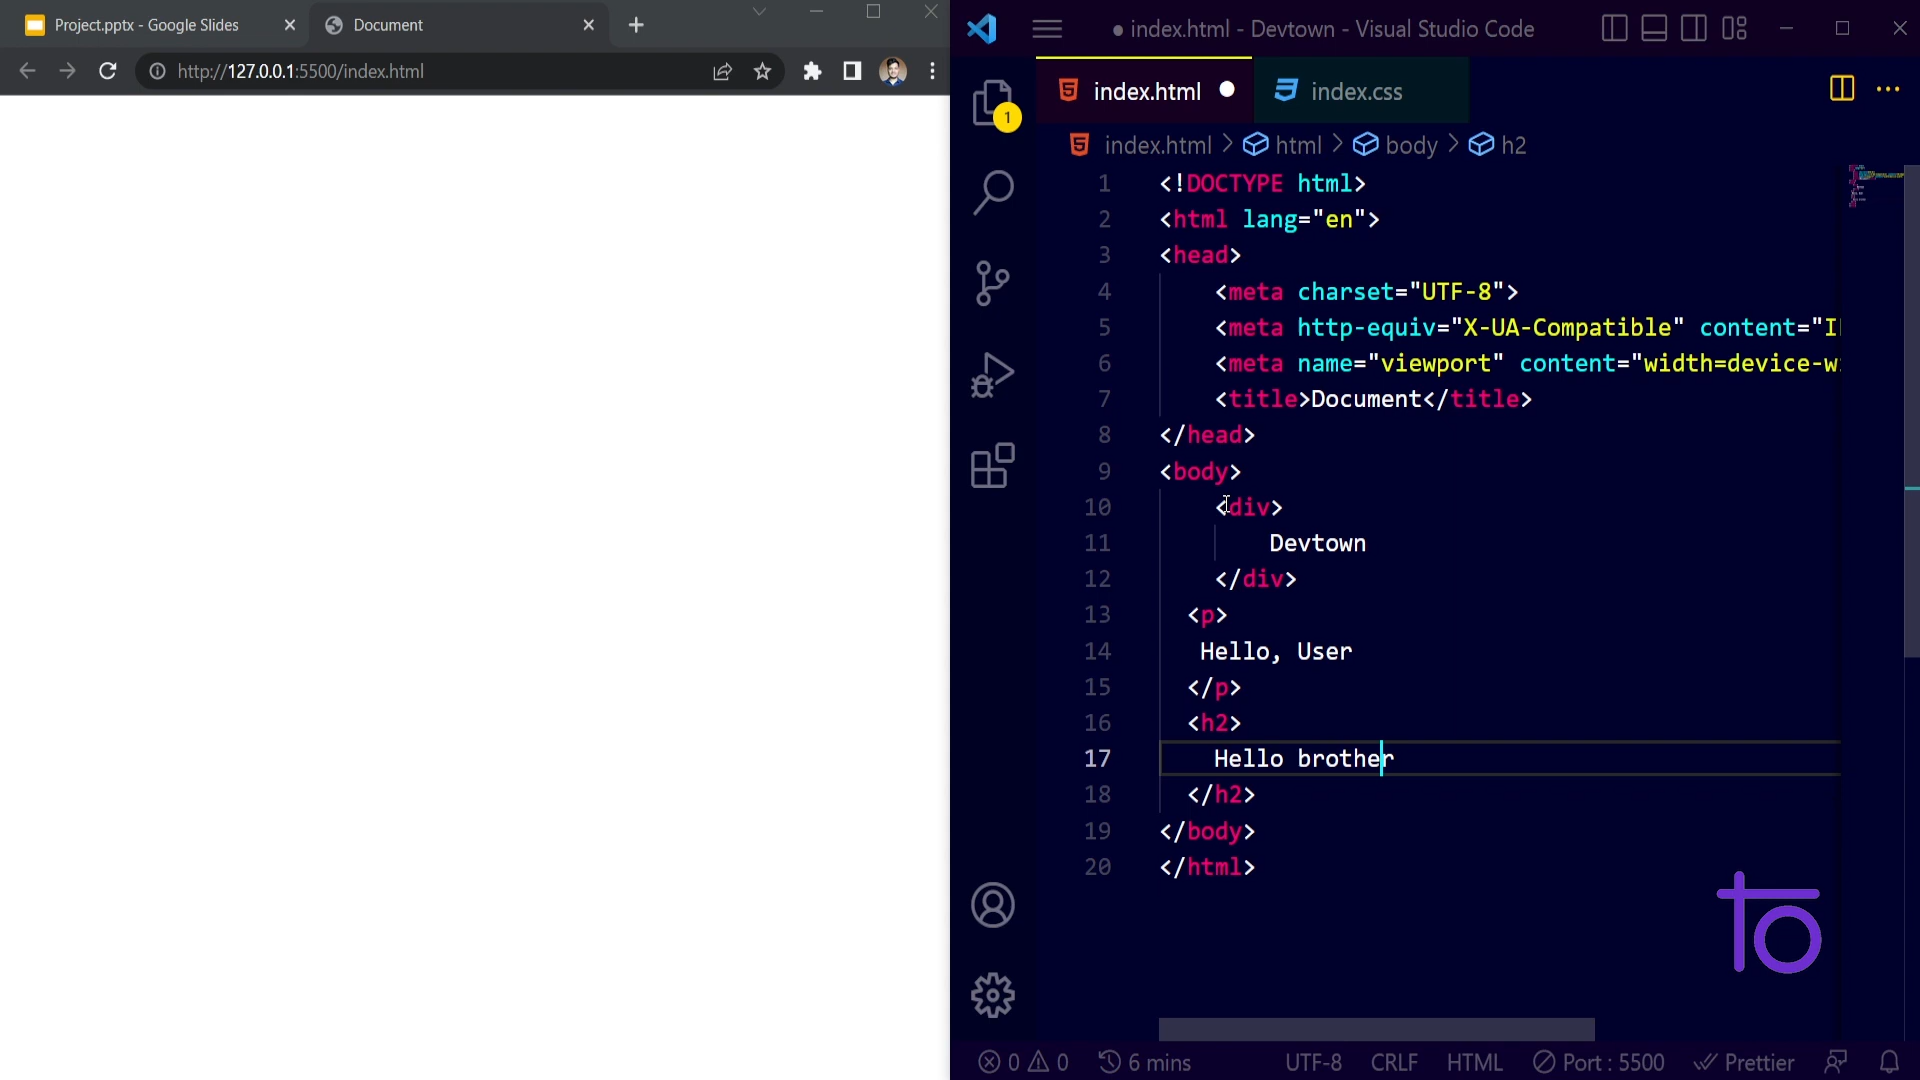 Project.pptx - Google Slides
Document
http://127.0.0.1:5500/index.html
index.html - Devtown - Visual Studio Code
1
index.html
index.css
index.html > html > body > h2
1 <!DOCTYPE html>
2 <html lang="en">
3 <head>
4 <meta charset="UTF-8">
5 <meta http-equiv="X-UA-Compatible" content="I
6 <meta name="viewport" content="width=device-w
7 <title>Document</title>
8 </head>
9 <body>
10 <div>
11 Devtown
12 </div>
13 <p>
14 Hello, User
15 </p>
16 <h2>
17 Hello brother
18 </h2>
19 </body>
20 </html>
0 0 6 mins UTF-8 CRLF HTML Port : 5500 Prettier